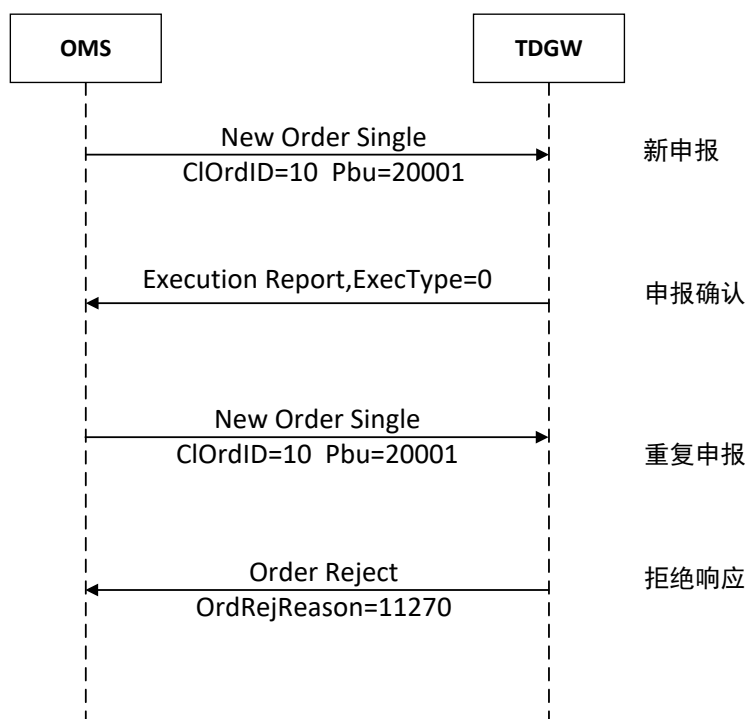 OMS
TDGW
New Order Single
ClOrdID=10 Pbu=20001
新申报
Execution Report,ExecType=0
申报确认
New Order Single
ClOrdID=10 Pbu=20001
重复申报
Order Reject
OrdRejReason=11270
拒绝响应